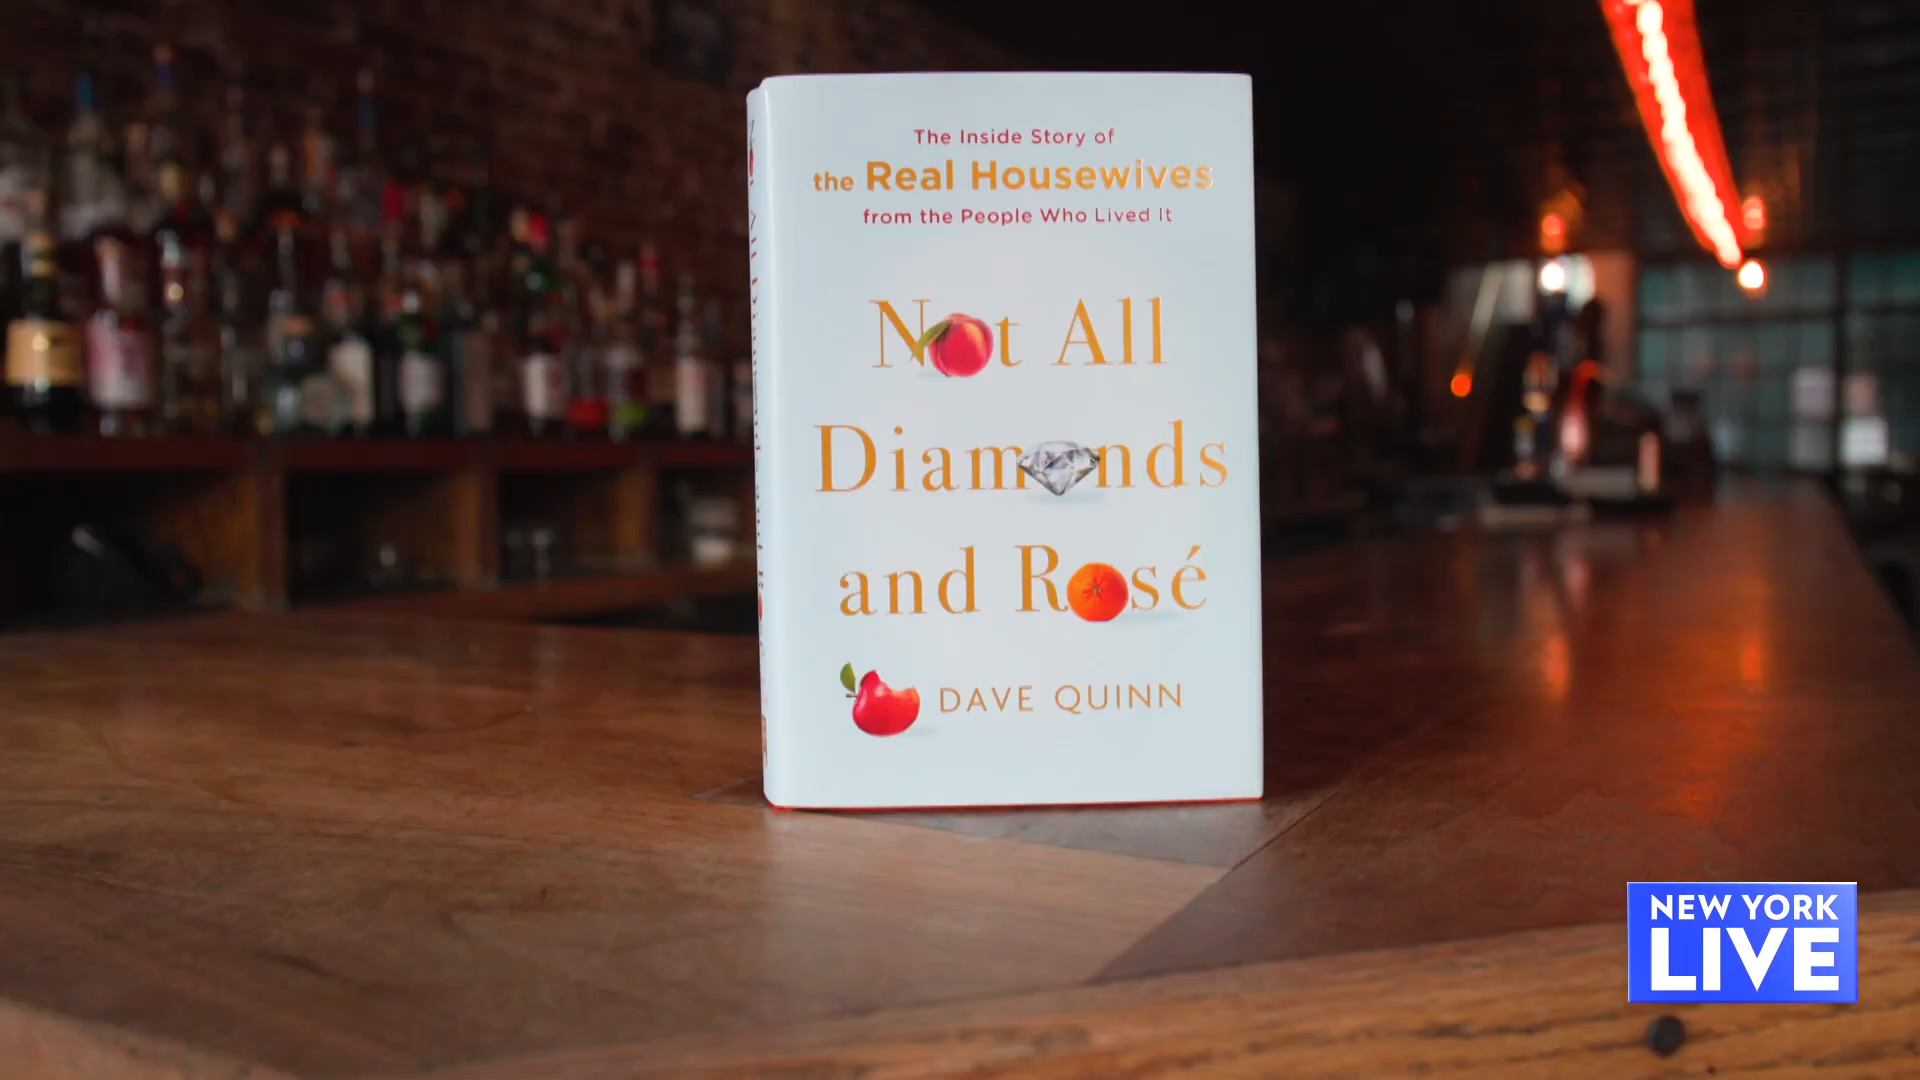 The Inside Story of
the Real Housewives
from the People Who Lived It
Not All
Diamonds
and Rosé
DAVE QUINN
NEW YORK
LIVE